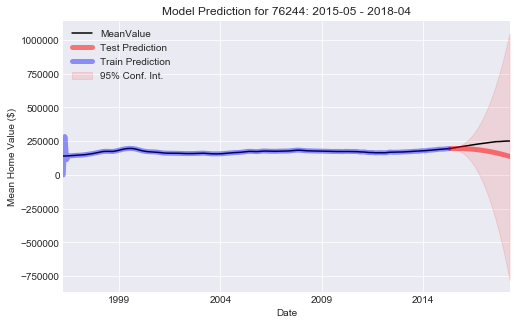 Model Prediction for 76244: 2015-05 - 2018-04
MeanValue
Test Prediction
Train Prediction
95% Conf. Int.
1000000
750000
500000
250000
0
−250000
−500000
−750000
Mean Home Value ($)
1999
2004
2009
2014
Date